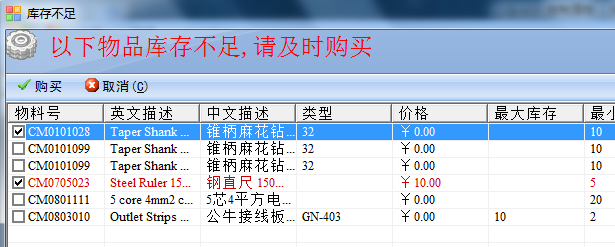 库存不足
以下物品库存不足,请及时购买
购买 取消(C)
物料号 英文描述 中文描述 类型 价格 最大库存 最小
CM0101028 Taper Shank ... 锥柄麻花钻... 32 ￥0.00 10
CM0101099 Taper Shank ... 锥柄麻花钻... 32 ￥0.00 10
CM0101099 Taper Shank ... 锥柄麻花钻... 32 ￥0.00 10
CM0705023 Steel Ruler 15... 钢直尺 150... ￥10.00 5
CM0801111 5 core 4mm2 c... 5芯4平方电... ￥0.00 20
CM0803010 Outlet Strips ... 公牛接线板... GN-403 ￥0.00 10 2